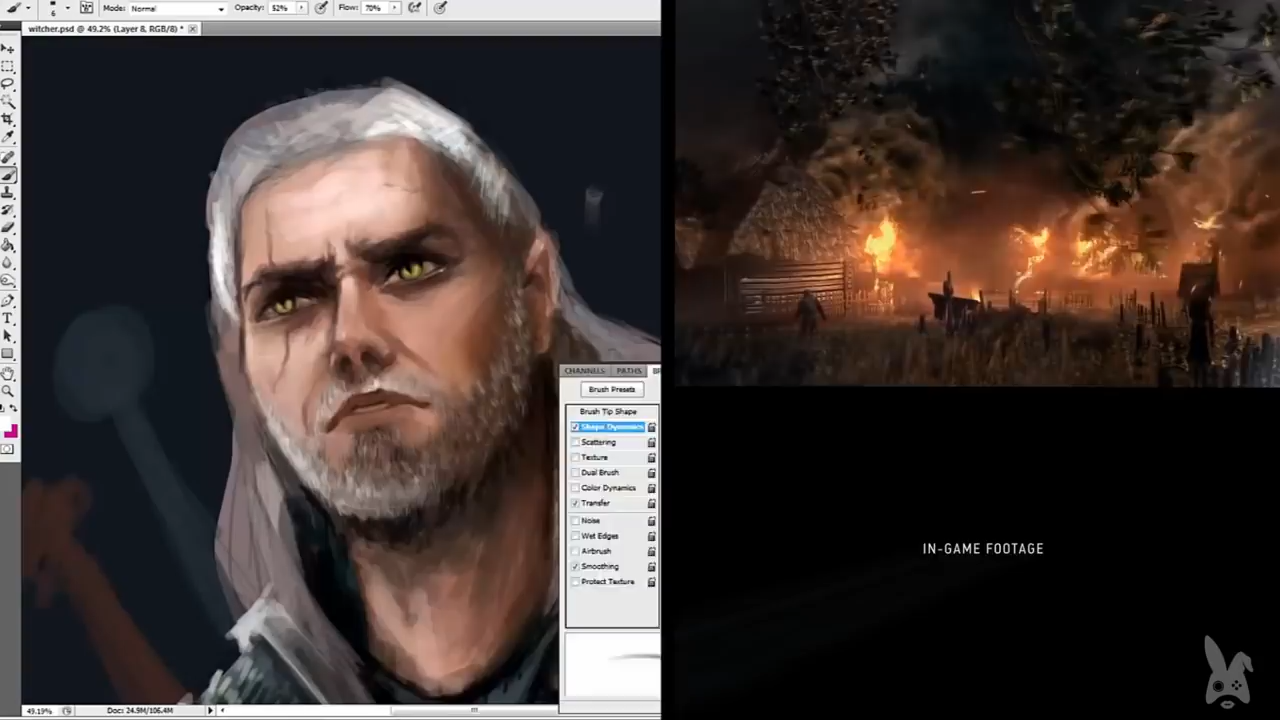 Mode: Normal Opacity: 52% Flow: 70%
6
witcher.psd @ 49.2% (Layer 8, RGB/8) *
CHANNELS PATHS
Brush Presets
Brush Tip Shape
Shape Dynamics
Scattering
Texture
Dual Brush
Color Dynamics
Transfer
Noise
Wet Edges
Airbrush
Smoothing
Protect Texture
IN-GAME FOOTAGE
49.19% Doc: 24.9M/106.4M